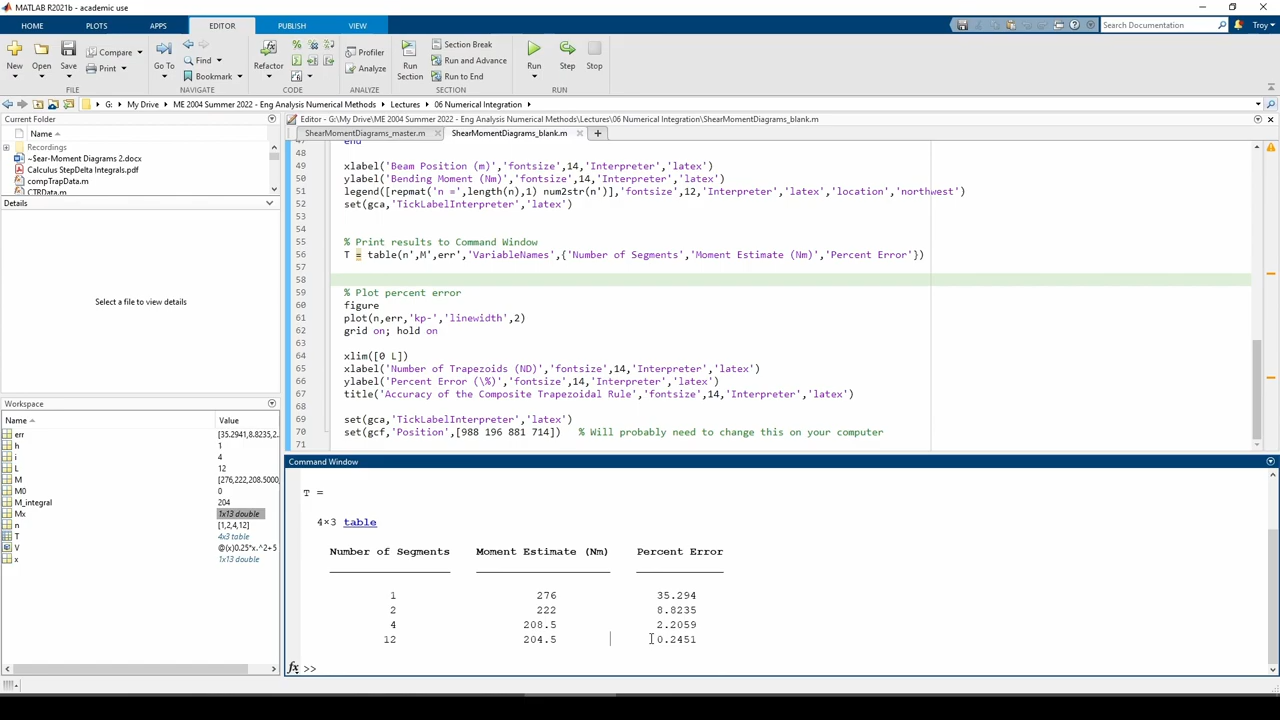 MATLAB R2021b - academic use
HOME PLOTS APPS EDITOR PUBLISH VIEW
Search Documentation
Troy
New Open Save Compare Print
Go To Find Bookmark
Refactor
Profiler Analyze
Run Section
Section Break
Run and Advance
Run to End
Run Step Stop
FILE NAVIGATE CODE ANALYZE SECTION RUN
G: ▸ My Drive ▸ ME 2004 Summer 2022 - Eng Analysis Numerical Methods ▸ Lectures ▸ 06 Numerical Integration ▸
Current Folder
Name
Recordings
~$ear-Moment Diagrams 2.docx
Calculus StepDelta Integrals.pdf
compTrapData.m
CTRData.m
Details
Select a file to view details
Workspace
Name Value
err [35.2941,8.8235,2.
h 1
i 4
L 12
M [276,222,208.5000,
M0 0
M_integral 204
Mx 1x13 double
n [1,2,4,12]
T 4x3 table
V @(x)0.25*x.^2+5
x 1x13 double
Editor - G:\My Drive\ME 2004 Summer 2022 - Eng Analysis Numerical Methods\Lectures\06 Numerical Integration\ShearMomentDiagrams_blank.m
ShearMomentDiagrams_master.m ShearMomentDiagrams_blank.m
47 end
48
49 xlabel('Beam Position (m)','fontsize',14,'Interpreter','latex')
50 ylabel('Bending Moment (Nm)','fontsize',14,'Interpreter','latex')
51 legend([repmat('n =',length(n),1) num2str(n')],'fontsize',12,'Interpreter','latex','location','northwest')
52 set(gca,'TickLabelInterpreter','latex')
53
54
55 % Print results to Command Window
56 T = table(n',M',err','VariableNames',{'Number of Segments','Moment Estimate (Nm)','Percent Error'})
57
58
59 % Plot percent error
60 figure
61 plot(n,err,'kp-','linewidth',2)
62 grid on; hold on
63
64 xlim([0 L])
65 xlabel('Number of Trapezoids (ND)','fontsize',14,'Interpreter','latex')
66 ylabel('Percent Error (\%)','fontsize',14,'Interpreter','latex')
67 title('Accuracy of the Composite Trapezoidal Rule','fontsize',14,'Interpreter','latex')
68
69 set(gca,'TickLabelInterpreter','latex')
70 set(gcf,'Position',[988 196 881 714]) % Will probably need to change this on your computer
71
Command Window
T =
4×3 table
Number of Segments Moment Estimate (Nm) Percent Error
1 276 35.294
2 222 8.8235
4 208.5 2.2059
12 204.5 0.2451
fx >>